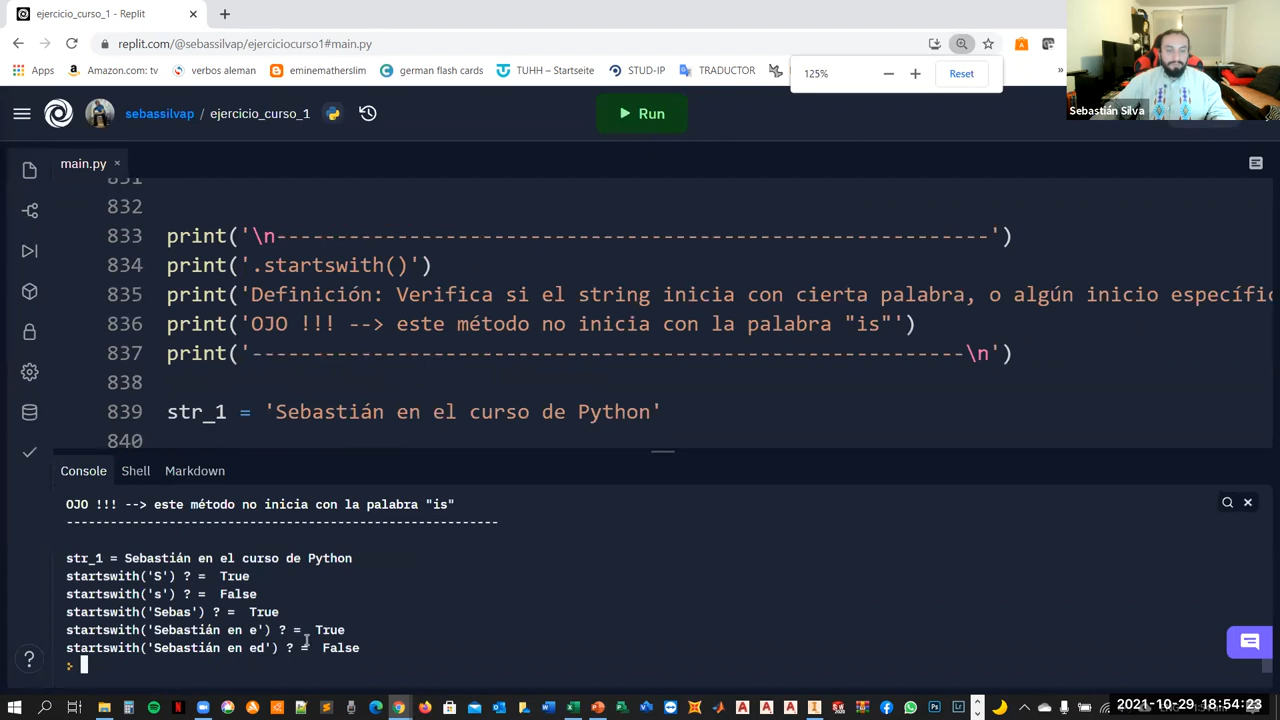 ejercicio_curso_1 - Replit
replit.com/@sebassilvap/ejerciciocurso1#main.py
Apps
Amazon.com: tv
verbos aleman
eminematherslim
german flash card
TUHH – Startseite
STUD-IP
TRADUCTOR
»
125%
Reset
Sebastián Silva
sebassilvap / ejercicio_curso_1
Run
main.py
831
832
833 print('\n-----------------------------------------------------------')
834 print('.startswith()')
835 print('Definición: Verifica si el string inicia con cierta palabra, o algún inicio específic
836 print('OJO !!! --> este método no inicia con la palabra "is"')
837 print('-----------------------------------------------------------\n')
838
839 str_1 = 'Sebastián en el curso de Python'
840
Console Shell Markdown
OJO !!! --> este método no inicia con la palabra "is"
-----------------------------------------------------------
str_1 = Sebastián en el curso de Python
startswith('S') ? = True
startswith('s') ? = False
startswith('Sebas') ? = True
startswith('Sebastián en e') ? = True
startswith('Sebastián en ed') ? = False
2021-10-29 18:54:23